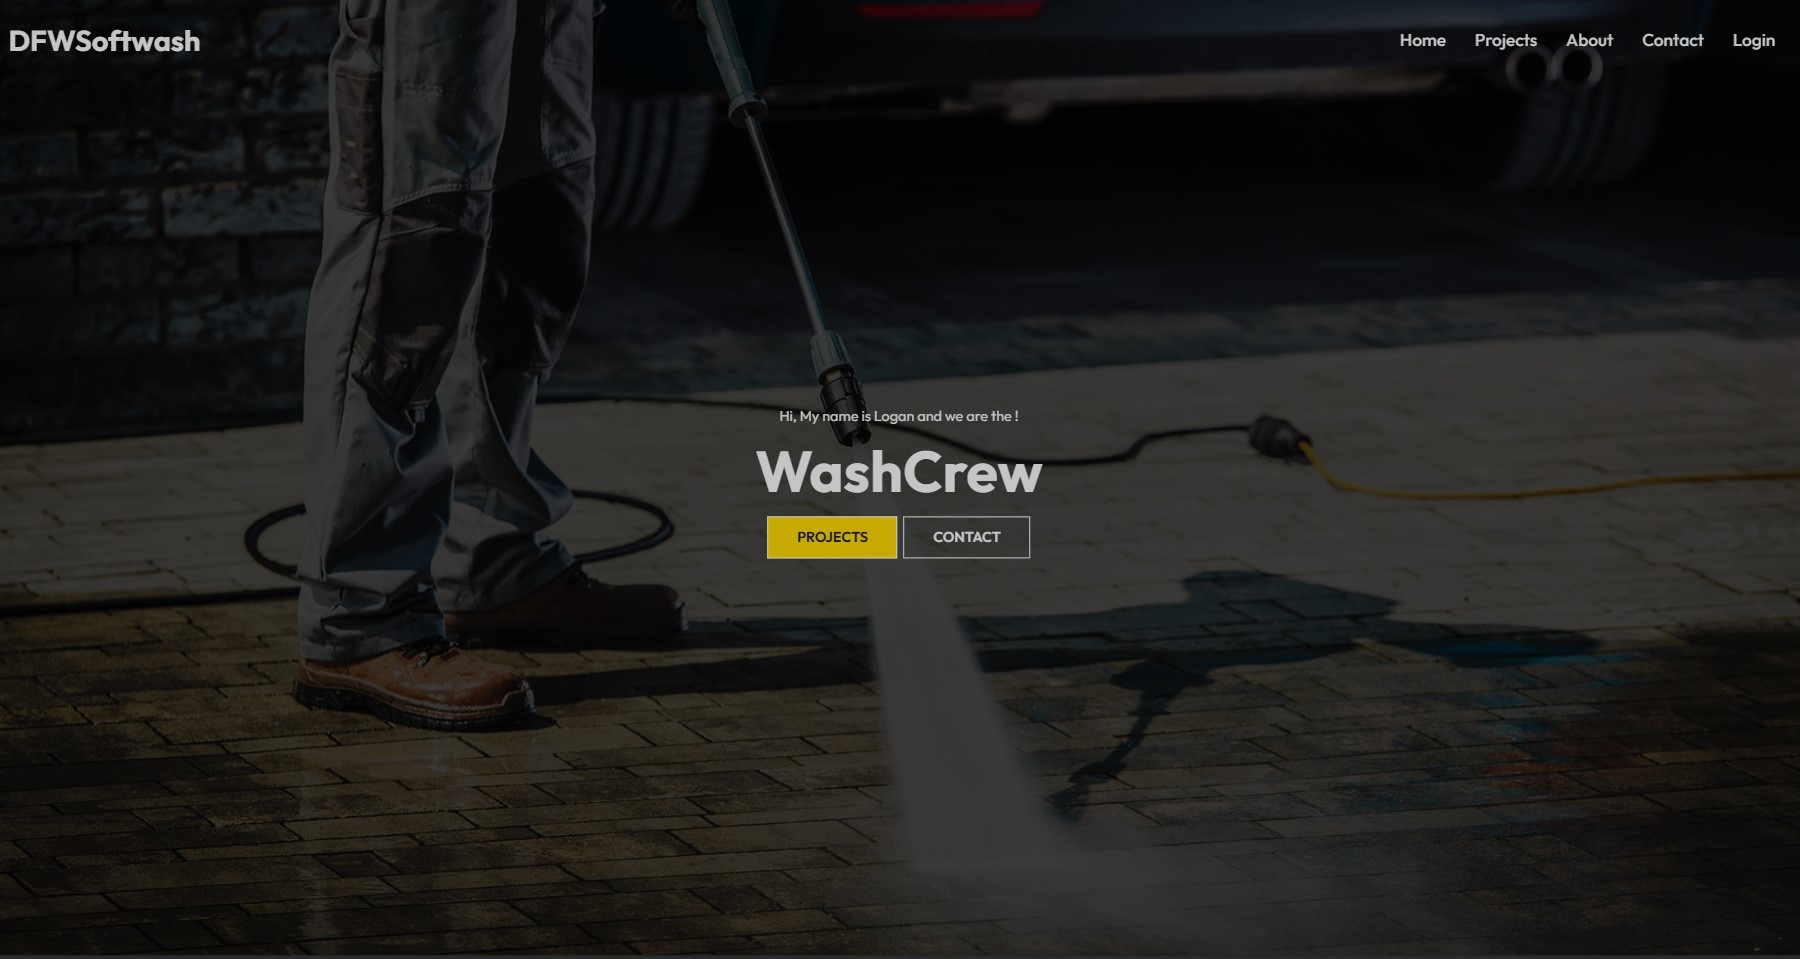 DFWSoftwash
Home Projects About Contact Login
Hi, My name is Logan and we are the !
WashCrew
PROJECTS CONTACT